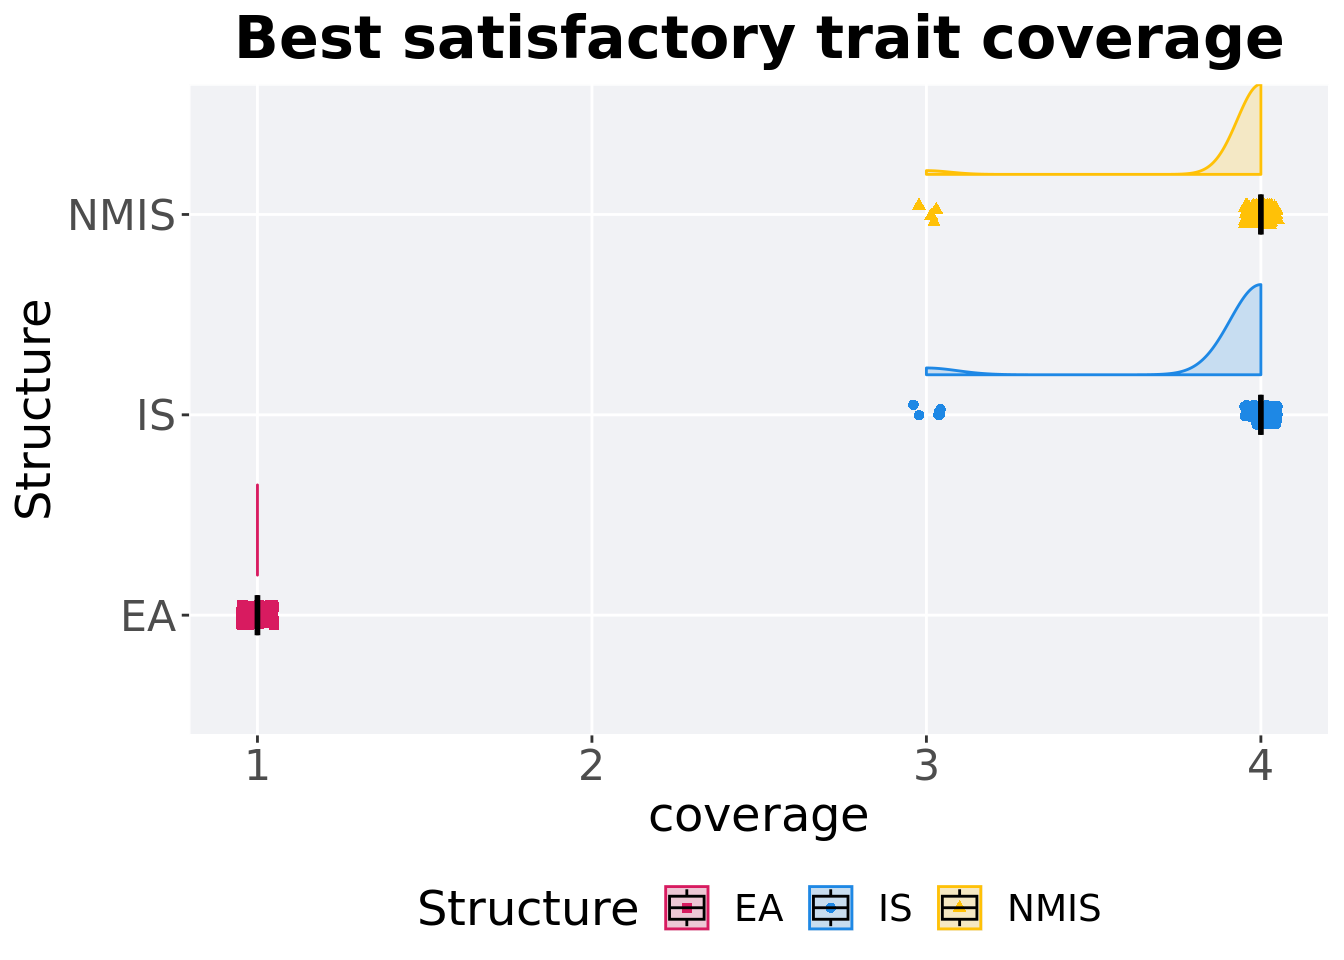 Best satisfactory trait coverage
NMIS
IS
EA
Structure
1 2 3 4
coverage
Structure EA IS NMIS